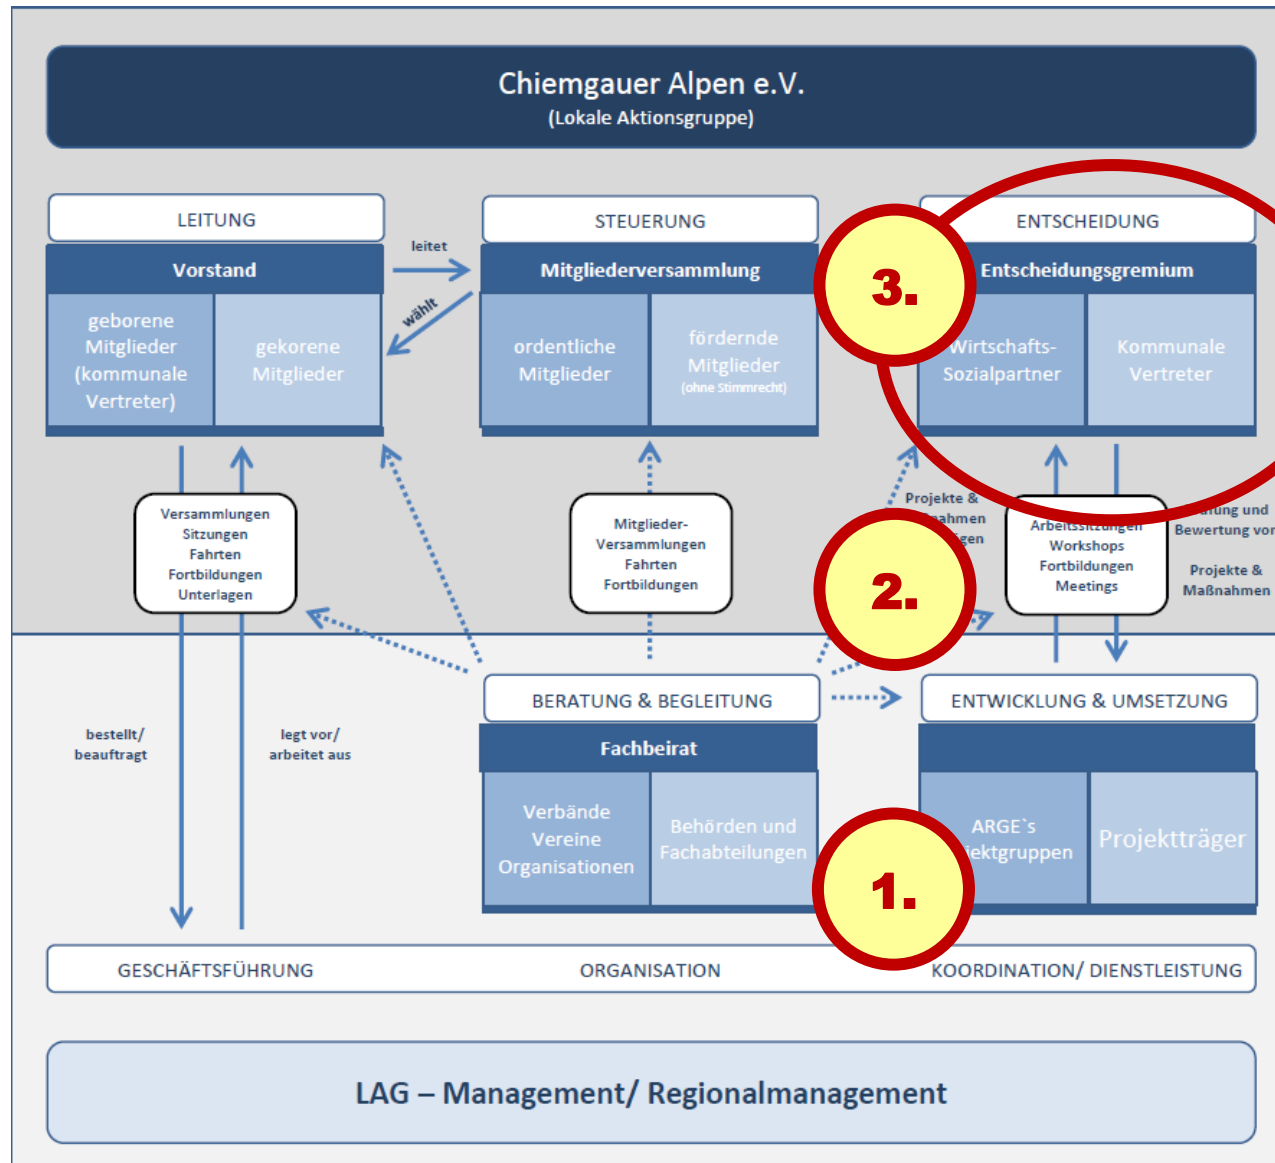 Chiemgauer Alpen e.V.
(Lokale Aktionsgruppe)
LEITUNG
STEUERUNG
ENTSCHEIDUNG
Vorstand
leitet
wählt
Mitgliederversammlung
3.
Entscheidungsgremium
geborene
Mitglieder
(kommunale
Vertreter)
gekorene
Mitglieder
ordentliche
Mitglieder
fördernde
Mitglieder
(ohne Stimmrecht)
Wirtschafts-
Sozialpartner
Kommunale
Vertreter
Versammlungen
Sitzungen
Fahrten
Fortbildungen
Unterlagen
Mitglieder-
Versammlungen
Fahrten
Fortbildungen
Projekte &
2.
Arbeitssitzungen
Workshops
Fortbildungen
Meetings
und
Bewertung von
Projekte &
Maßnahmen
BERATUNG & BEGLEITUNG
ENTWICKLUNG & UMSETZUNG
bestellt/
beauftragt
legt vor/
arbeitet aus
Fachbeirat
Verbände
Vereine
Organisationen
Behörden und
Fachabteilungen
1.
ARGE`s
jektgruppen
Projektträger
GESCHÄFTSFÜHRUNG
ORGANISATION
KOORDINATION/ DIENSTLEISTUNG
LAG – Management/ Regionalmanagement